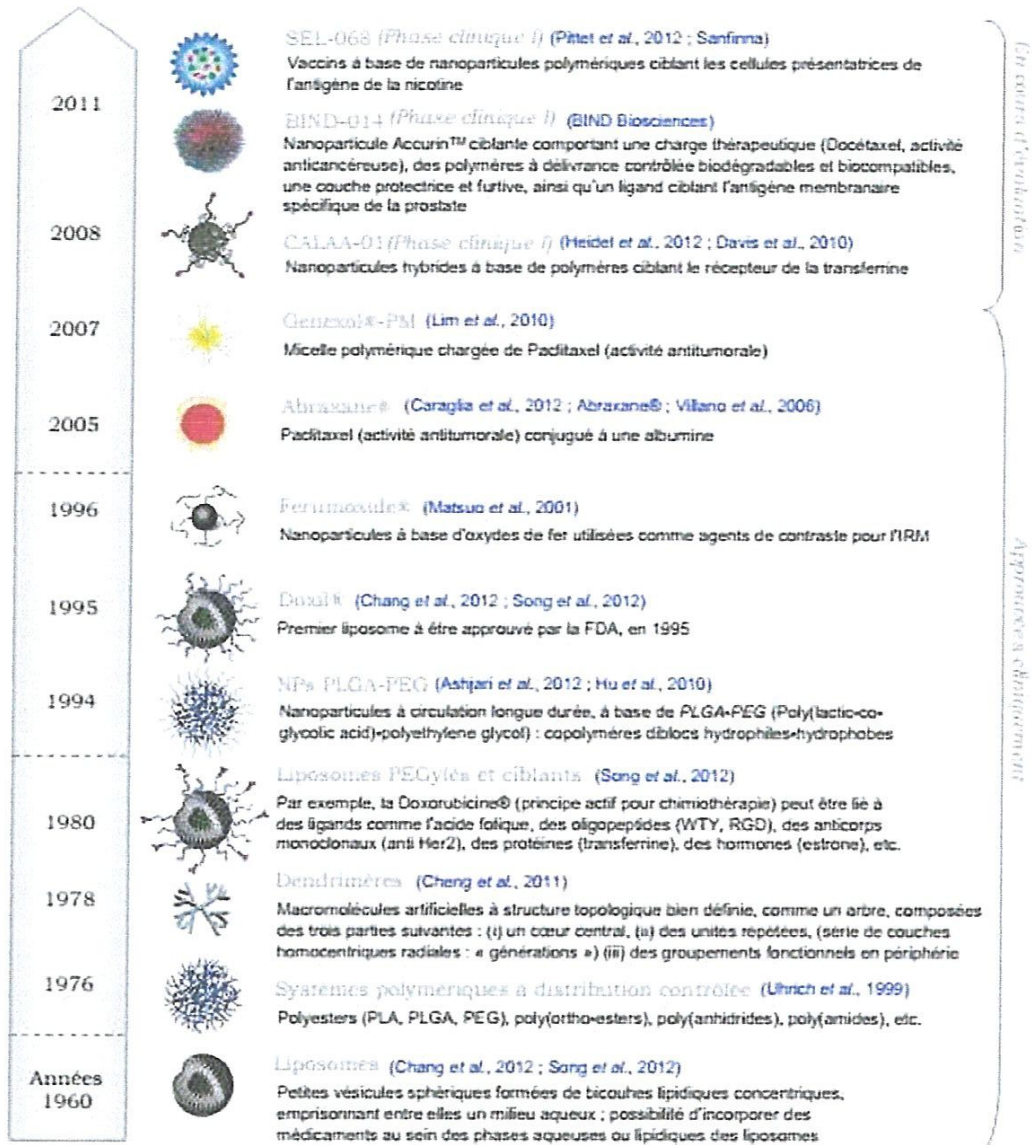 SEL-068 (Phase clinique I) (Pittet et al., 2012 ; Sanfinna)
Vaccins à base de nanoparticules polymériques ciblant les cellules présentatrices de
l'antigène de la nicotine
2011
BIND-014 (Phase clinique I) (BIND Biosciences)
Nanoparticule Accurin™ ciblante comportant une charge thérapeutique (Docétaxel, activité
anticancéreuse), des polymères à délivrance contrôlée biodégradables et biocompatibles,
une couche protectrice et furtive, ainsi qu'un ligand ciblant l'antigène membranaire
spécifique de la prostate
2008
CALAA-01 (Phase clinique I) (Heidel et al., 2012 ; Davis et al., 2010)
Nanoparticules hybrides à base de polymères ciblant le récepteur de la transferrine
En cours d'évaluation
2007
Genexol®-PM (Lim et al., 2010)
Micelle polymérique chargée de Paclitaxel (activité antitumorale)
2005
Abraxane® (Caraglia et al., 2012 ; Abraxane® ; Villano et al., 2006)
Paclitaxel (activité antitumorale) conjugué à une albumine
1996
Ferumoxide® (Matsuo et al., 2001)
Nanoparticules à base d'oxydes de fer utilisées comme agents de contraste pour l'IRM
1995
Doxil® (Chang et al., 2012 ; Song et al., 2012)
Premier liposome à être approuvé par la FDA, en 1995
1994
NPs PLGA-PEG (Ashjari et al., 2012 ; Hu et al., 2010)
Nanoparticules à circulation longue durée, à base de PLGA-PEG (Poly(lactic-co-
glycolic acid)-polyethylene glycol) : copolymères diblocs hydrophiles-hydrophobes
1980
Liposomes PEGylés et ciblants (Song et al., 2012)
Par exemple, la Doxorubicine® (principe actif pour chimiothérapie) peut être lié à
des ligands comme l'acide folique, des oligopeptides (WTY, RGD), des anticorps
monoclonaux (anti Her2), des protéines (transferrine), des hormones (estrone), etc.
1978
Dendrimères (Cheng et al., 2011)
Macromolécules artificielles à structure topologique bien définie, comme un arbre, composées
des trois parties suivantes : (i) un cœur central, (ii) des unités répétées, (série de couches
homocentriques radiales : « générations ») (iii) des groupements fonctionnels en périphérie
1976
Systèmes polymériques à distribution contrôlée (Uhrich et al., 1999)
Polyesters (PLA, PLGA, PEG), poly(ortho-esters), poly(anhidrides), poly(amides), etc.
Années
1960
Liposomes (Chang et al., 2012 ; Song et al., 2012)
Petites vésicules sphériques formées de bicouhes lipidiques concentriques,
emprisonnant entre elles un milieu aqueux ; possibilité d'incorporer des
médicaments au sein des phases aqueuses ou lipidiques des liposomes
Approuvées cliniquement